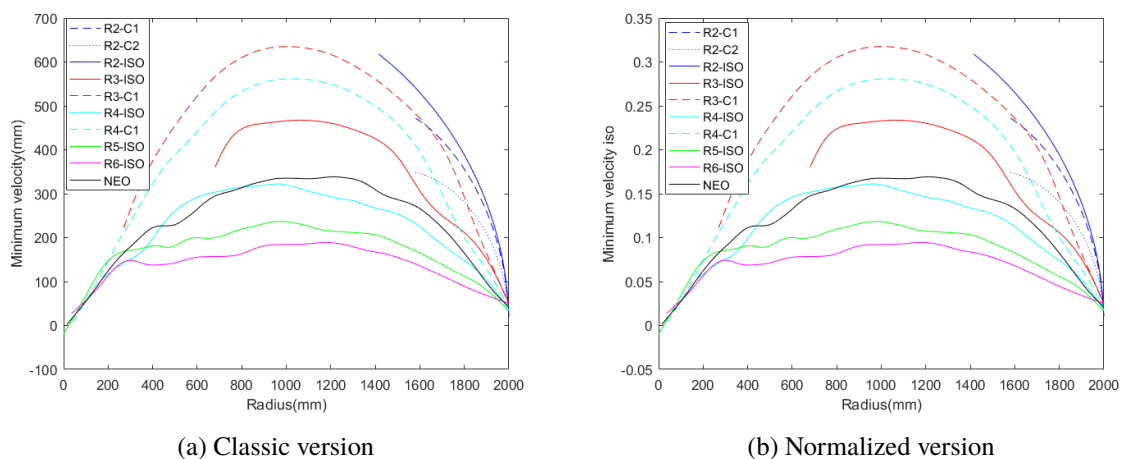 700
600
500
400
300
200
100
0
-100
Minimum velocity(mm)
R2-C1
R2-C2
R2-ISO
R3-ISO
R3-C1
R4-ISO
R4-C1
R5-ISO
R6-ISO
NEO
0 200 400 600 800 1000 1200 1400 1600 1800 2000
Radius(mm)
(a) Classic version
0.35
0.3
0.25
0.2
0.15
0.1
0.05
0
-0.05
Minimum velocity iso
R2-C1
R2-C2
R2-ISO
R3-ISO
R3-C1
R4-ISO
R4-C1
R5-ISO
R6-ISO
NEO
0 200 400 600 800 1000 1200 1400 1600 1800 2000
Radius(mm)
(b) Normalized version